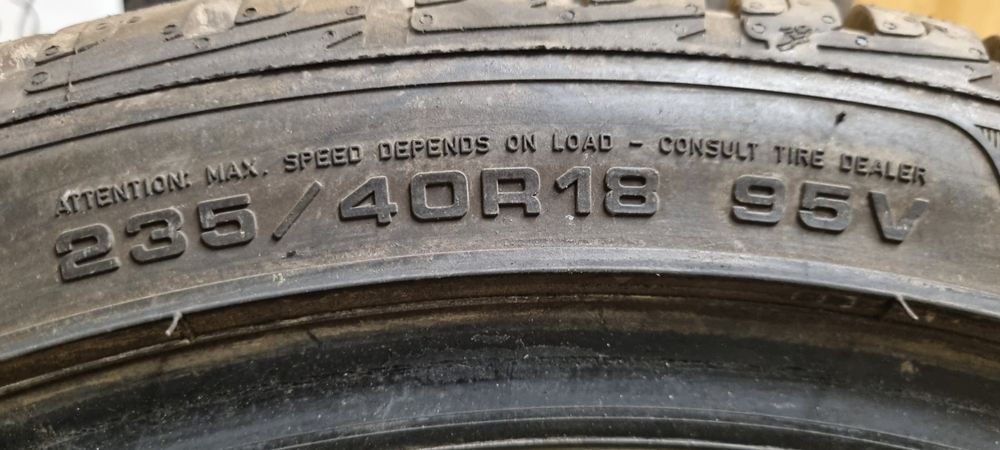 ATTENTION: MAX. SPEED DEPENDS ON LOAD - CONSULT TIRE DEALER
235/40R18 95V